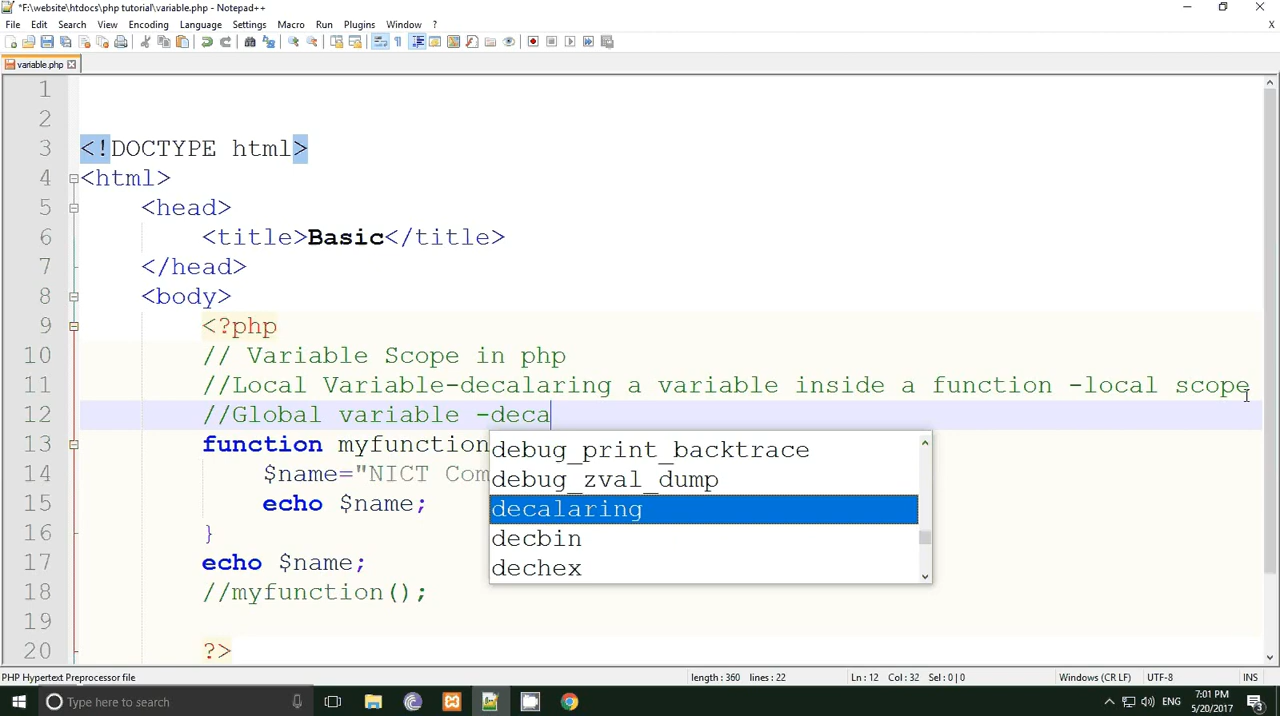 *F:\website\htdocs\php tutorial\variable.php - Notepad++
File Edit Search View Encoding Language Settings Macro Run Plugins Window ?
variable.php
1
2
3 <!DOCTYPE html>
4 <html>
5 <head>
6 <title>Basic</title>
7 </head>
8 <body>
9 <?php
10 // Variable Scope in php
11 //Local Variable-decalaring a variable inside a function -local scope
12 //Global variable -deca
13 function myfunction
debug_print_backtrace
14 $name="NICT Com
debug_zval_dump
15 echo $name;
decalaring
16 }
decbin
17 echo $name;
dechex
18 //myfunction();
19
20 ?>
PHP Hypertext Preprocessor file length : 360 lines : 22 Ln : 12 Col : 32 Sel : 0 | 0 Windows (CR LF) UTF-8 INS
Type here to search ENG 7:01 PM
5/20/2017
3